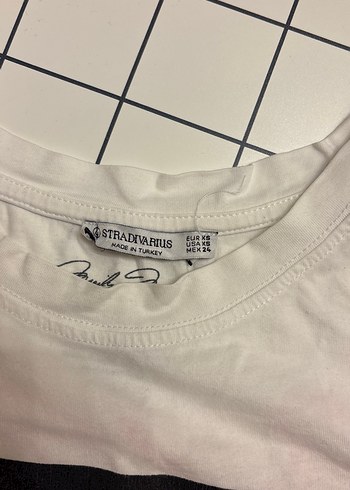 STRADIVARIUS
MADE IN TURKEY
EUR XS
USA XS
MEX 24